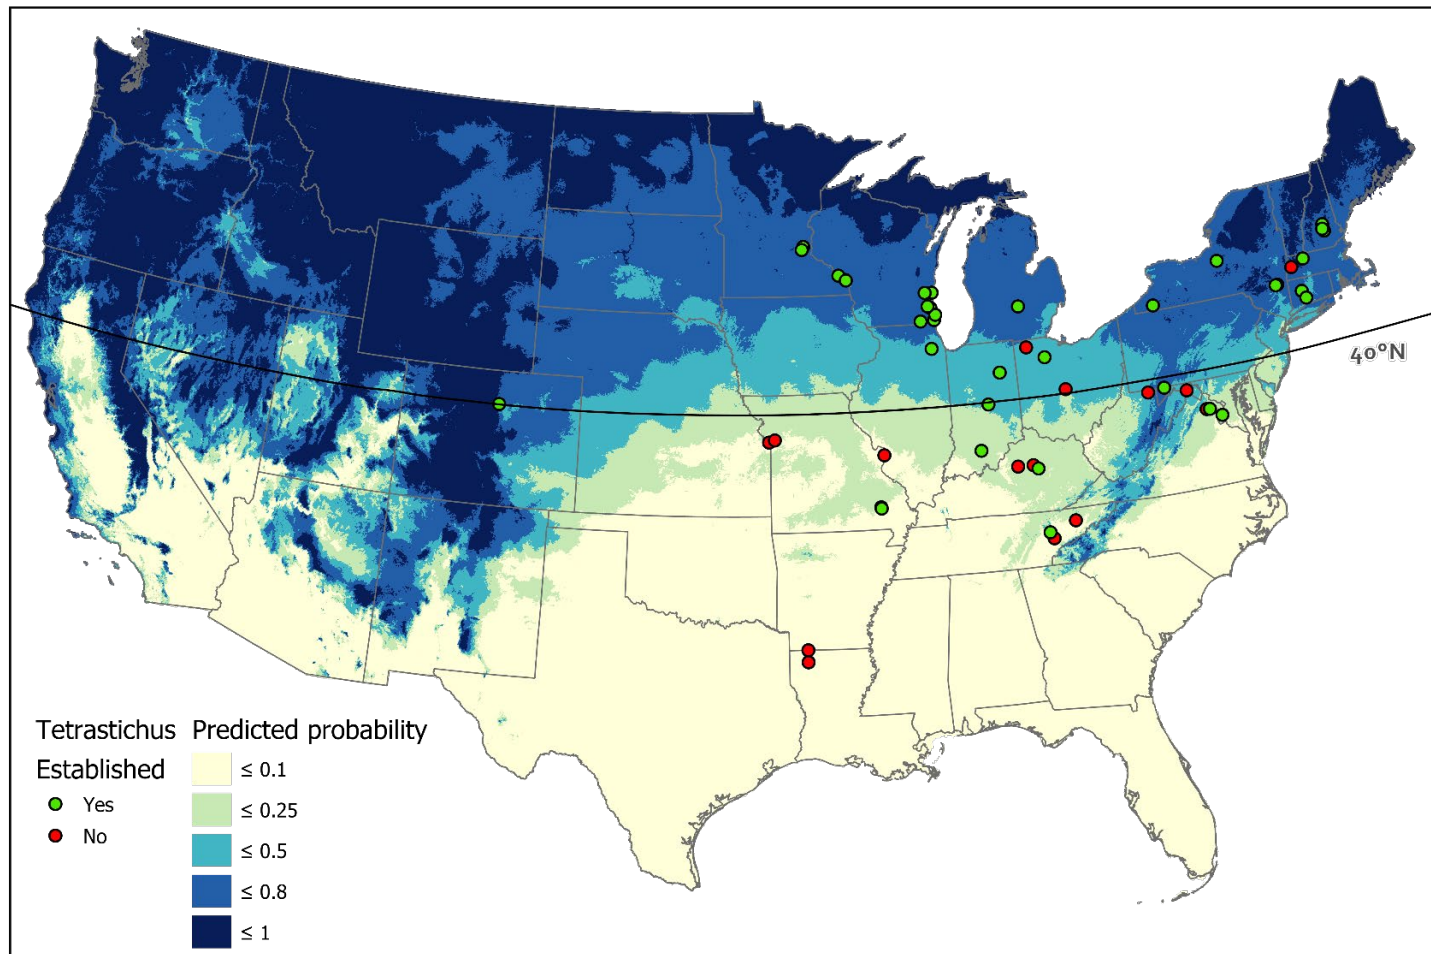 40°N
Tetrastichus Predicted probability
Established
≤ 0.1
≤ 0.25
≤ 0.5
≤ 0.8
≤ 1
Yes
No